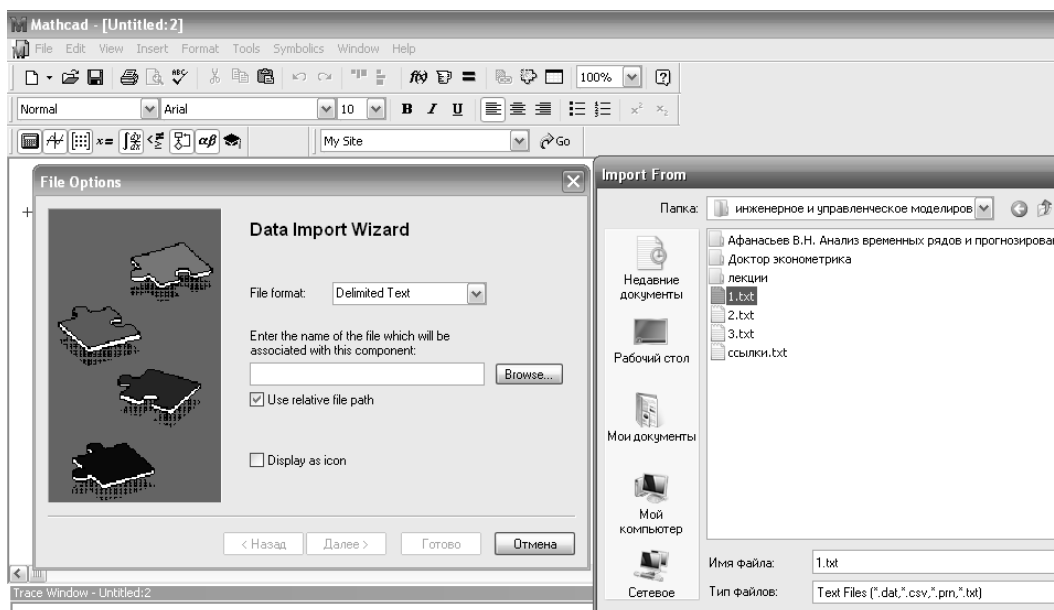 Mathcad - [Untitled:2]
File Edit View Insert Format Tools Symbolics Window Help
100%
Normal Arial 10 B I U
My Site Go
File Options
Data Import Wizard
File format: Delimited Text
Enter the name of the file which will be
associated with this component:
Browse...
Use relative file path
Display as icon
< Назад Далее > Готово Отмена
Trace Window - Untitled:2
Import From
Папка: инженерное и управленческое моделиров
Недавние
документы
Рабочий стол
Мои документы
Мой
компьютер
Сетевое
Афанасьев В.Н. Анализ временных рядов и прогнозирован
Доктор эконометрика
лекции
1.txt
2.txt
3.txt
ссылки.txt
Имя файла: 1.txt
Тип файлов: Text Files (*.dat,*.csv,*.prn,*.txt)